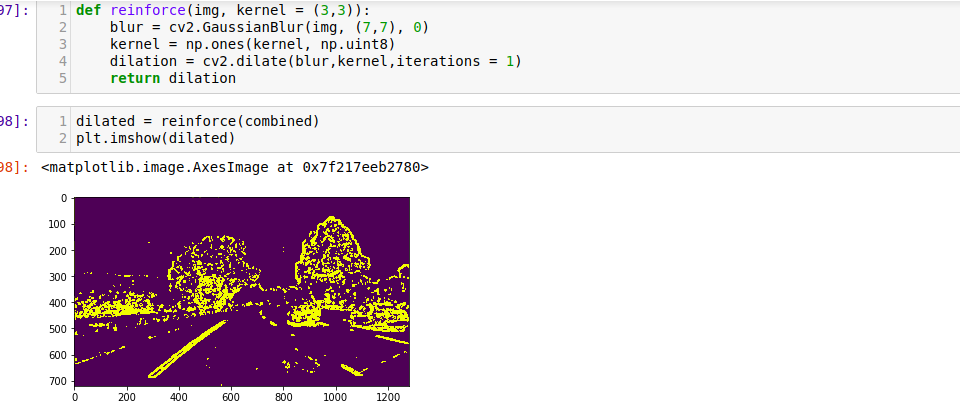 97]:
1 def reinforce(img, kernel = (3,3)):
2     blur = cv2.GaussianBlur(img, (7,7), 0)
3     kernel = np.ones(kernel, np.uint8)
4     dilation = cv2.dilate(blur,kernel,iterations = 1)
5     return dilation
98]:
1 dilated = reinforce(combined)
2 plt.imshow(dilated)
98]: <matplotlib.image.AxesImage at 0x7f217eeb2780>
0
100
200
300
400
500
600
700
0 200 400 600 800 1000 1200